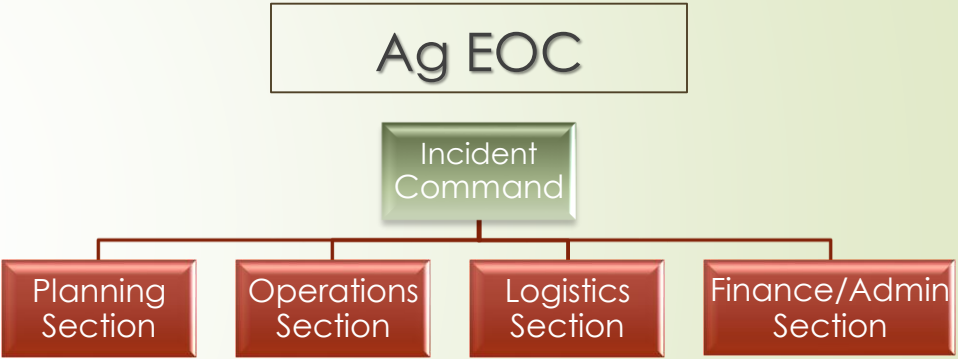 Ag EOC
Incident
Command
Planning
Section
Operations
Section
Logistics
Section
Finance/Admin
Section